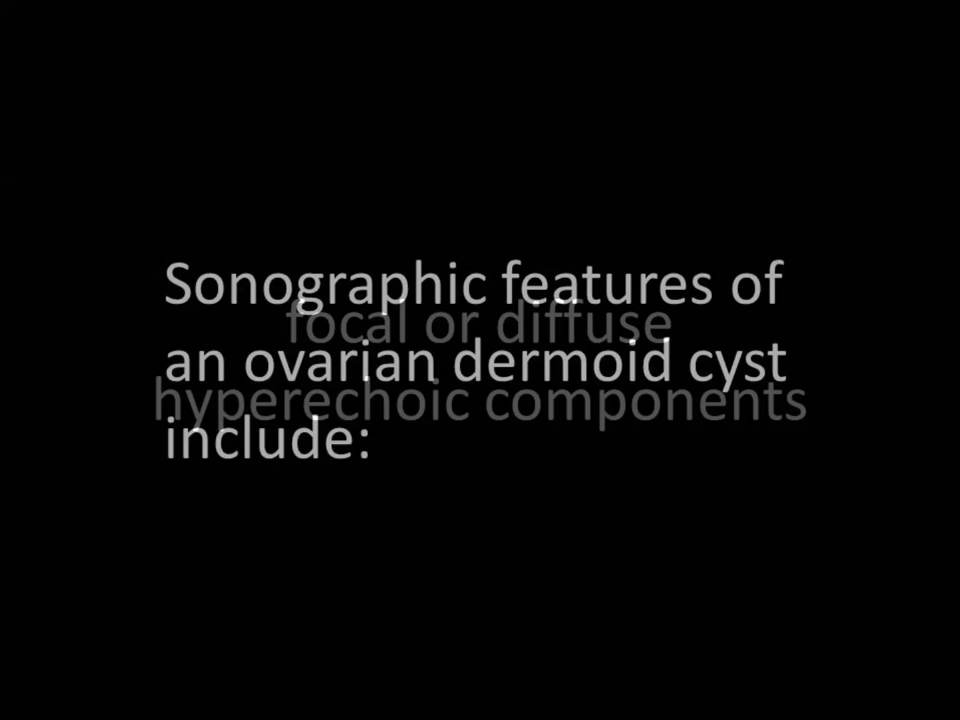 Sonographic features of
an ovarian dermoid cyst
include:
focal or diffuse
hyperechoic components